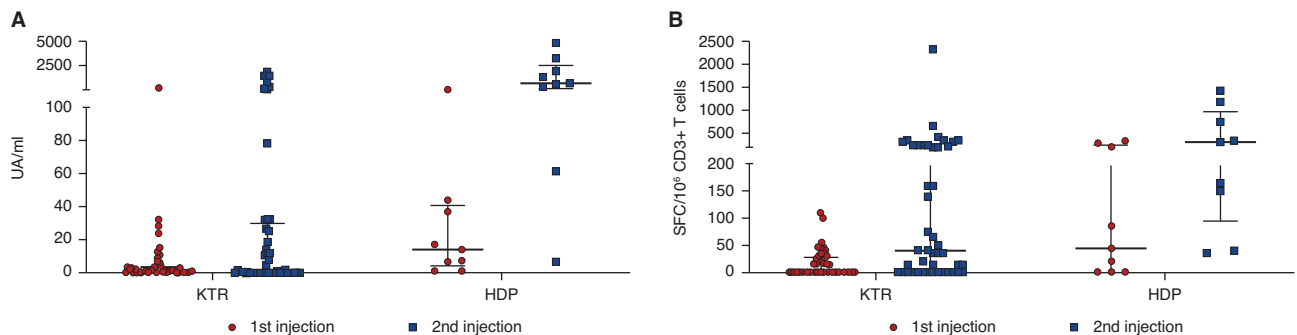 A
UA/ml
5000
2500
100
80
60
40
20
0
KTR
HDP
1st injection
2nd injection
B
SFC/10⁶ CD3+ T cells
2500
2000
1500
1000
500
200
150
100
50
0
KTR
HDP
1st injection
2nd injection